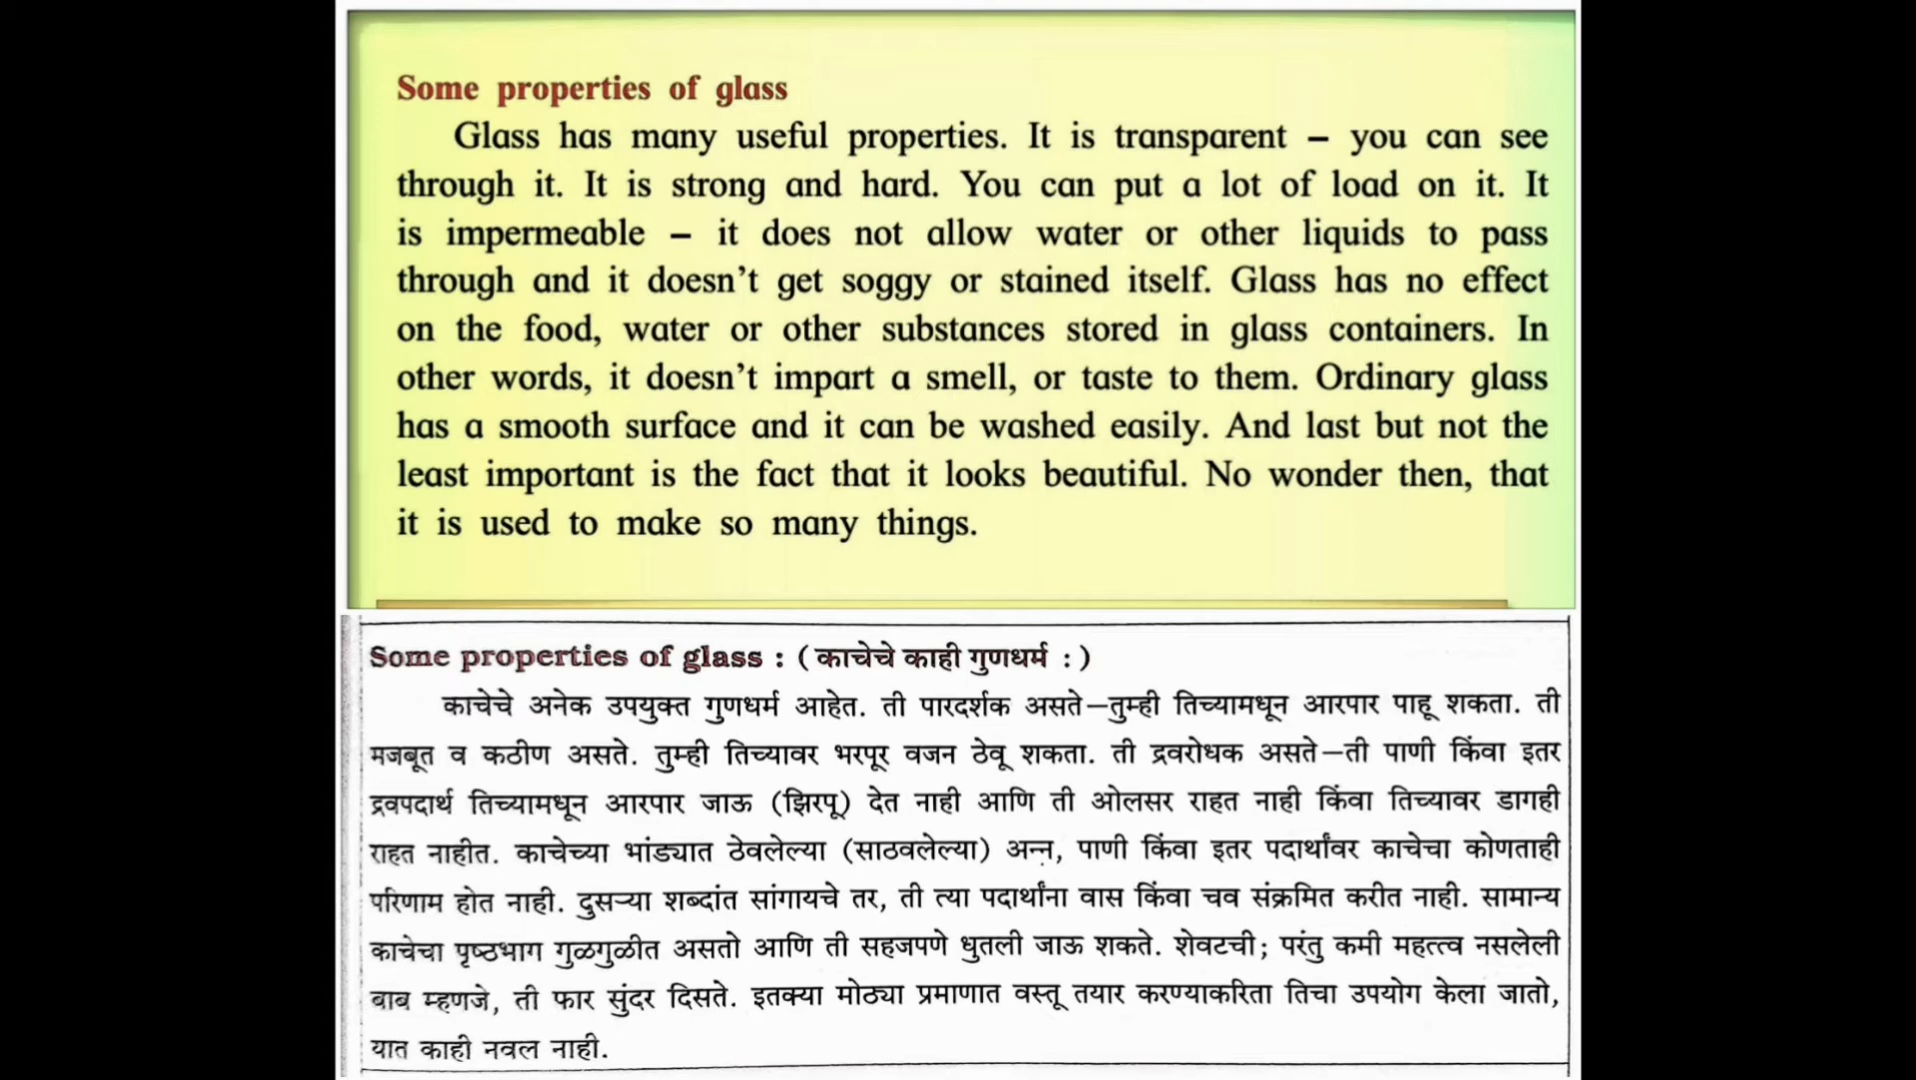 Some properties of glass
Glass has many useful properties. It is transparent – you can see
through it. It is strong and hard. You can put a lot of load on it. It
is impermeable – it does not allow water or other liquids to pass
through and it doesn't get soggy or stained itself. Glass has no effect
on the food, water or other substances stored in glass containers. In
other words, it doesn't impart a smell, or taste to them. Ordinary glass
has a smooth surface and it can be washed easily. And last but not the
least important is the fact that it looks beautiful. No wonder then, that
it is used to make so many things.
Some properties of glass : ( काचेचे काही गुणधर्म : )
काचेचे अनेक उपयुक्त गुणधर्म आहेत. ती पारदर्शक असते—तुम्ही तिच्यामधून आरपार पाहू शकता. ती
मजबूत व कठीण असते. तुम्ही तिच्यावर भरपूर वजन ठेवू शकता. ती द्रवरोधक असते—ती पाणी किंवा इतर
द्रवपदार्थ तिच्यामधून आरपार जाऊ (झिरपू) देत नाही आणि ती ओलसर राहत नाही किंवा तिच्यावर डागही
राहत नाहीत. काचेच्या भांड्यात ठेवलेल्या (साठवलेल्या) अन्न, पाणी किंवा इतर पदार्थांवर काचेचा कोणताही
परिणाम होत नाही. दुसऱ्या शब्दांत सांगायचे तर, ती त्या पदार्थांना वास किंवा चव संक्रमित करीत नाही. सामान्य
काचेचा पृष्ठभाग गुळगुळीत असतो आणि ती सहजपणे धुतली जाऊ शकते. शेवटची; परंतु कमी महत्त्व नसलेली
बाब म्हणजे, ती फार सुंदर दिसते. इतक्या मोठ्या प्रमाणात वस्तू तयार करण्याकरिता तिचा उपयोग केला जातो,
यात काही नवल नाही.